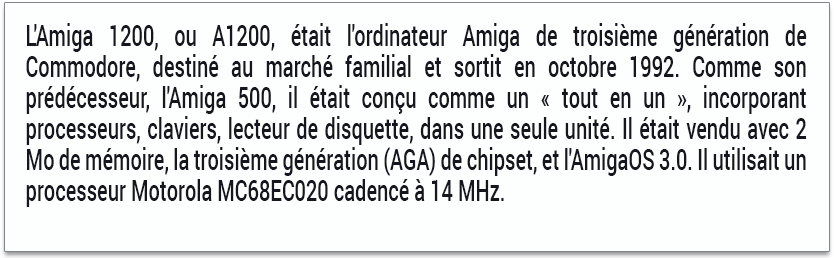 L'Amiga 1200, ou A1200, était l'ordinateur Amiga de troisième génération de
Commodore, destiné au marché familial et sortit en octobre 1992. Comme son
prédécesseur, l'Amiga 500, il était conçu comme un « tout en un », incorporant
processeurs, claviers, lecteur de disquette, dans une seule unité. Il était vendu avec 2
Mo de mémoire, la troisième génération (AGA) de chipset, et l'AmigaOS 3.0. Il utilisait un
processeur Motorola MC68EC020 cadencé à 14 MHz.